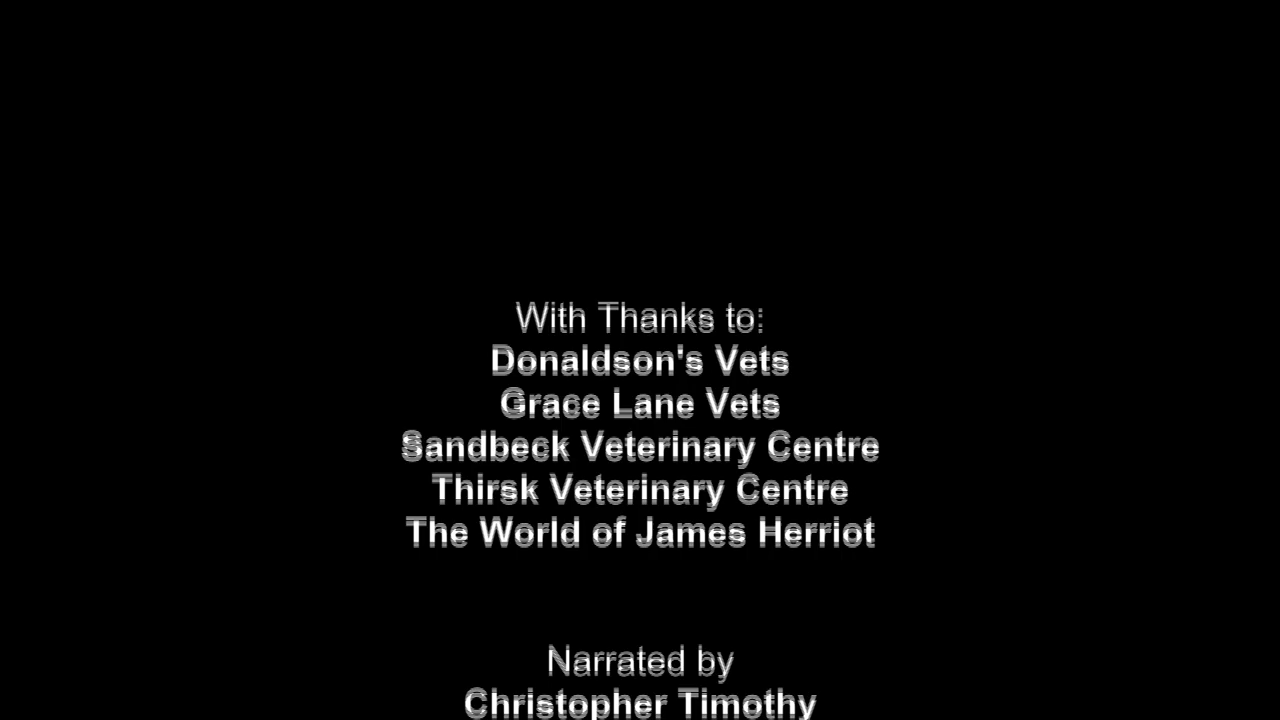 With Thanks to:
Donaldson's Vets
Grace Lane Vets
Sandbeck Veterinary Centre
Thirsk Veterinary Centre
The World of James Herriot
Narrated by
Christopher Timothy